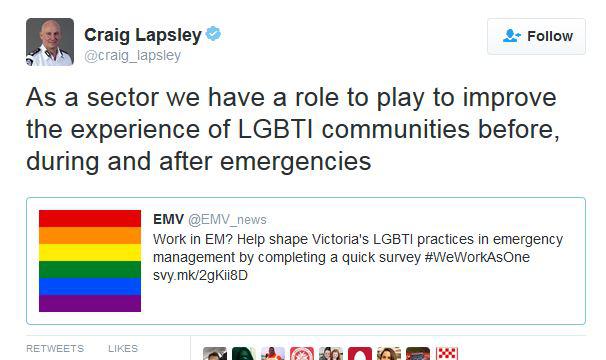 Craig Lapsley
@craig_lapsley
Follow
As a sector we have a role to play to improve
the experience of LGBTI communities before,
during and after emergencies
EMV @EMV_news
Work in EM? Help shape Victoria's LGBTI practices in emergency
management by completing a quick survey #WeWorkAsOne
svy.mk/2gKii8D
RETWEETS LIKES